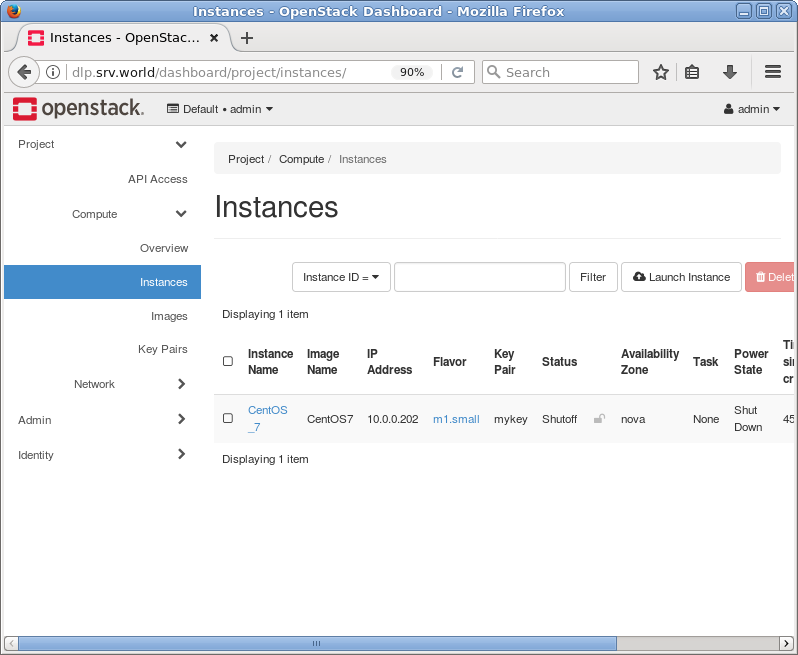 Instances - OpenStack Dashboard - Mozilla Firefox
Instances - OpenStac...
dlp.srv.world/dashboard/project/instances/ 90% Search
openstack. Default • admin admin
Project
API Access
Compute
Overview
Instances
Images
Key Pairs
Network
Admin
Identity
Project / Compute / Instances
Instances
Instance ID = Filter Launch Instance Delet
Displaying 1 item
Instance Name Image Name IP Address Flavor Key Pair Status Availability Zone Task Power State Ti sin cr
CentOS_7 CentOS7 10.0.0.202 m1.small mykey Shutoff nova None Shut Down 45
Displaying 1 item